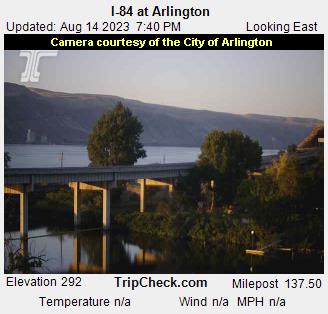 I-84 at Arlington
Updated: Aug 14 2023 7:40 PM Looking East
Camera courtesy of the City of Arlington
Elevation 292 TripCheck.com Milepost 137.50
Temperature n/a Wind n/a MPH n/a